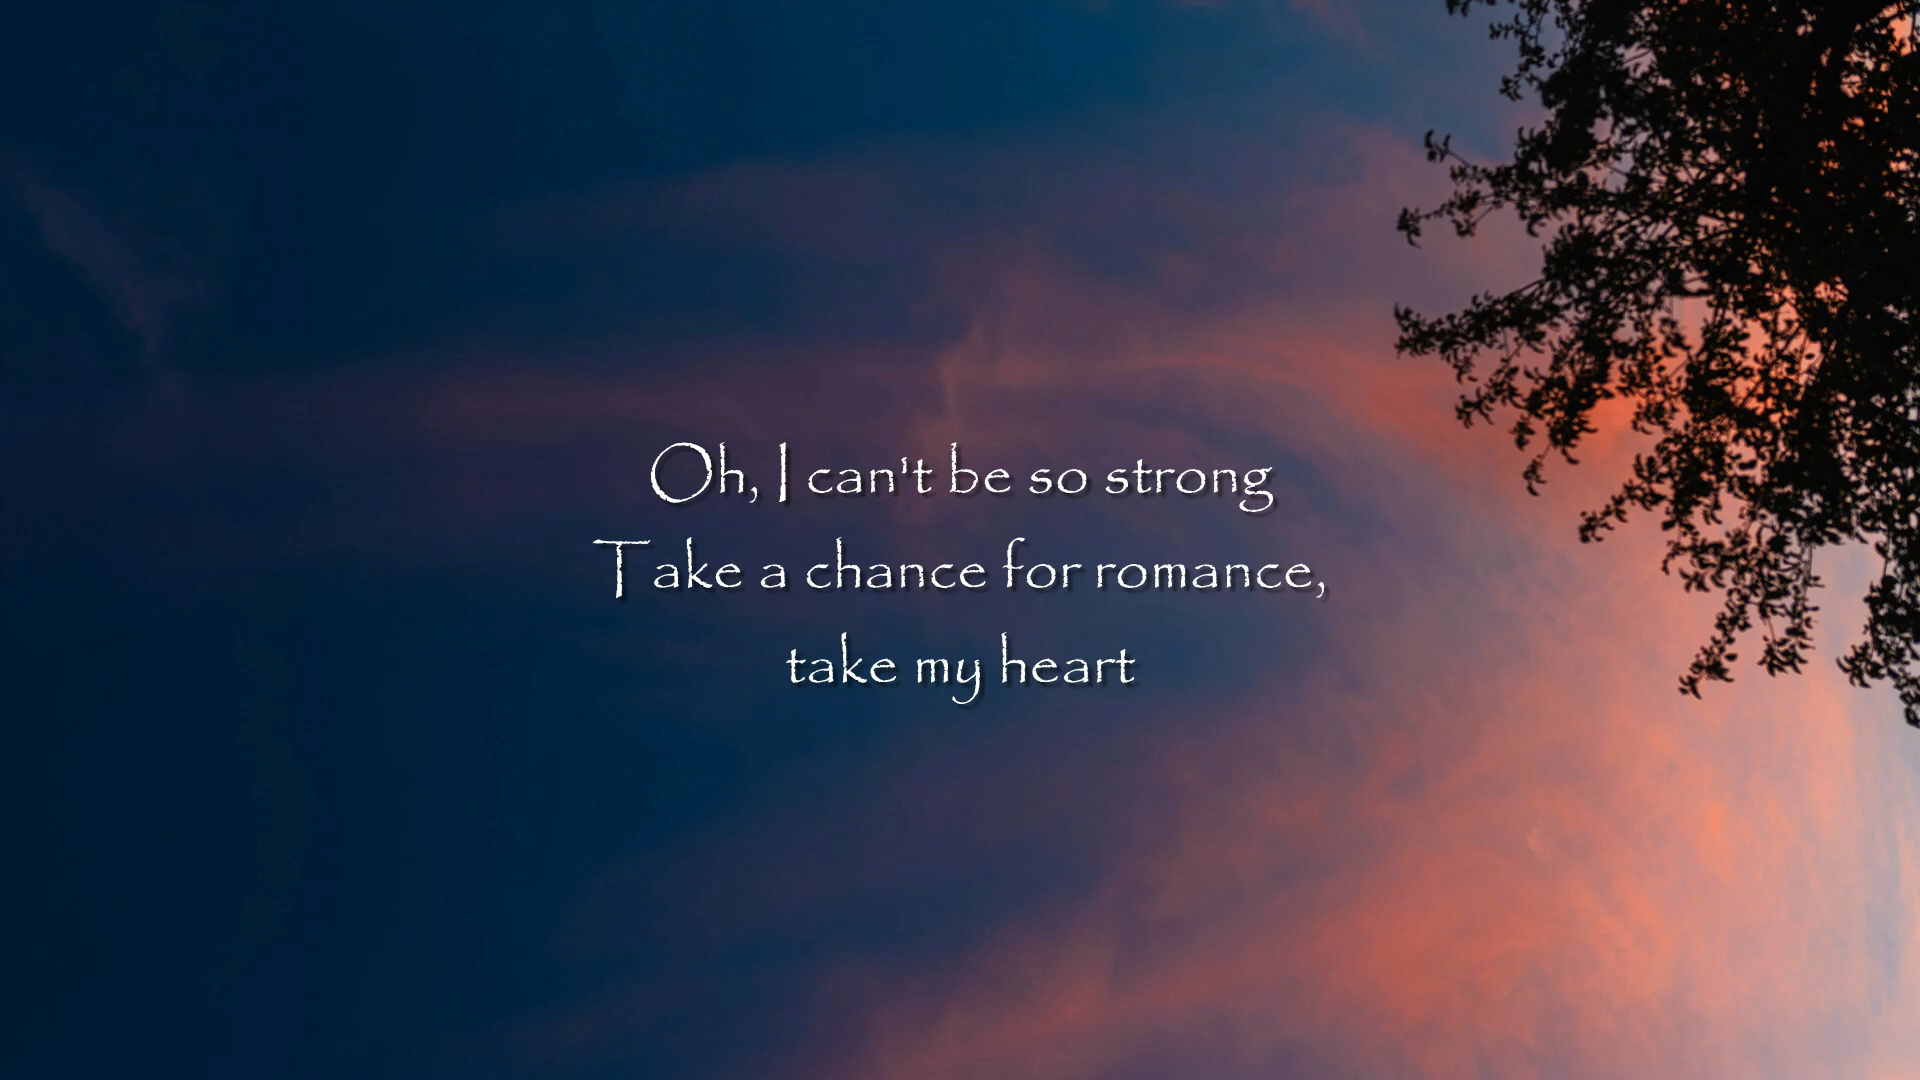 Oh, I can't be so strong
Take a chance for romance,
take my heart